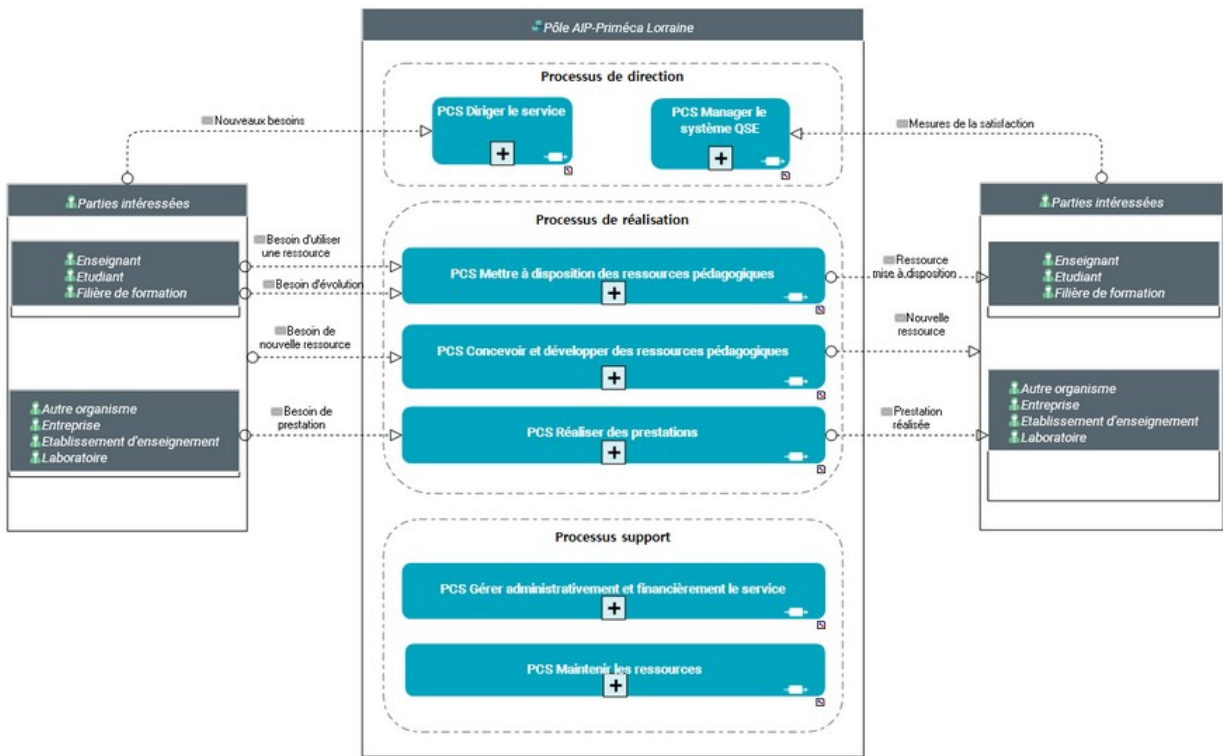 Pôle AIP-Priméca Lorraine
Processus de direction
PCS Diriger le service
PCS Manager le
système QSE
Nouveaux besoins
Mesures de la satisfaction
Parties intéressées
Enseignant
Etudiant
Filière de formation
Autre organisme
Entreprise
Etablissement d'enseignement
Laboratoire
Besoin d'utiliser
une ressource
Besoin d'évolution
Besoin de
nouvelle ressource
Besoin de
prestation
Processus de réalisation
PCS Mettre à disposition des ressources pédagogiques
PCS Concevoir et développer des ressources pédagogiques
PCS Réaliser des prestations
Ressource
mise à disposition
Nouvelle
ressource
Prestation
réalisée
Parties intéressées
Enseignant
Etudiant
Filière de formation
Autre organisme
Entreprise
Etablissement d'enseignement
Laboratoire
Processus support
PCS Gérer administrativement et financièrement le service
PCS Maintenir les ressources